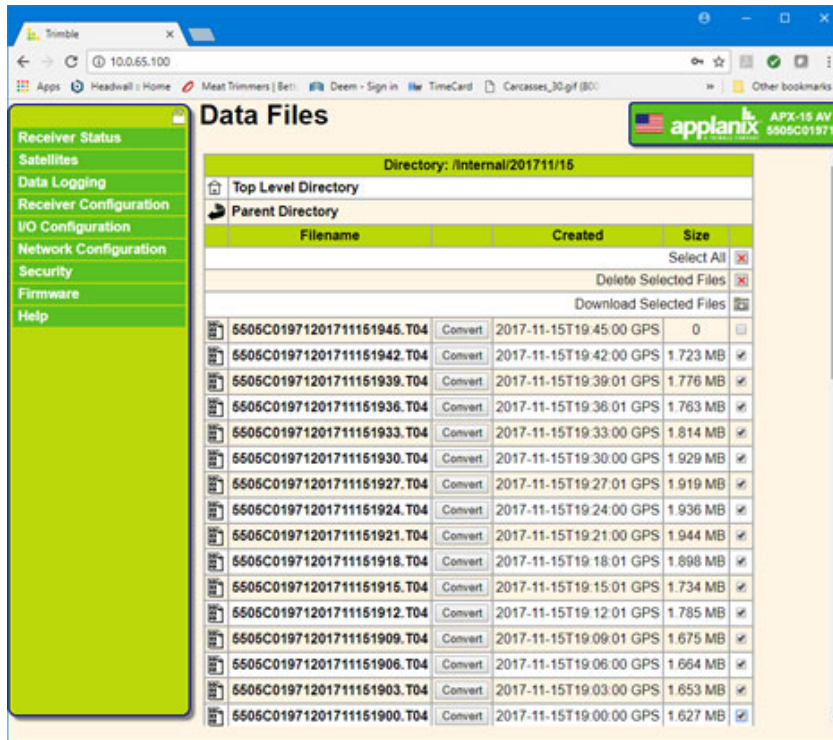 Trimble
10.0.65.100
Apps Headwall :: Home Meat Trimmers | Bett Deem - Sign in TimeCard Carcasses_30.gif (800 » Other bookmarks
Data Files
applanix
APX-15 AV
5505C01971
Receiver Status
Satellites
Data Logging
Receiver Configuration
I/O Configuration
Network Configuration
Security
Firmware
Help
Directory: /Internal/201711/15
Top Level Directory
Parent Directory
Filename Created Size
Select All
Delete Selected Files
Download Selected Files
5505C01971201711151945.T04 Convert 2017-11-15T19:45:00 GPS 0
5505C01971201711151942.T04 Convert 2017-11-15T19:42:00 GPS 1.723 MB
5505C01971201711151939.T04 Convert 2017-11-15T19:39:01 GPS 1.776 MB
5505C01971201711151936.T04 Convert 2017-11-15T19:36:01 GPS 1.763 MB
5505C01971201711151933.T04 Convert 2017-11-15T19:33:00 GPS 1.814 MB
5505C01971201711151930.T04 Convert 2017-11-15T19:30:00 GPS 1.929 MB
5505C01971201711151927.T04 Convert 2017-11-15T19:27:01 GPS 1.919 MB
5505C01971201711151924.T04 Convert 2017-11-15T19:24:00 GPS 1.936 MB
5505C01971201711151921.T04 Convert 2017-11-15T19:21:00 GPS 1.944 MB
5505C01971201711151918.T04 Convert 2017-11-15T19:18:01 GPS 1.898 MB
5505C01971201711151915.T04 Convert 2017-11-15T19:15:01 GPS 1.734 MB
5505C01971201711151912.T04 Convert 2017-11-15T19:12:01 GPS 1.785 MB
5505C01971201711151909.T04 Convert 2017-11-15T19:09:01 GPS 1.675 MB
5505C01971201711151906.T04 Convert 2017-11-15T19:06:00 GPS 1.664 MB
5505C01971201711151903.T04 Convert 2017-11-15T19:03:00 GPS 1.653 MB
5505C01971201711151900.T04 Convert 2017-11-15T19:00:00 GPS 1.627 MB